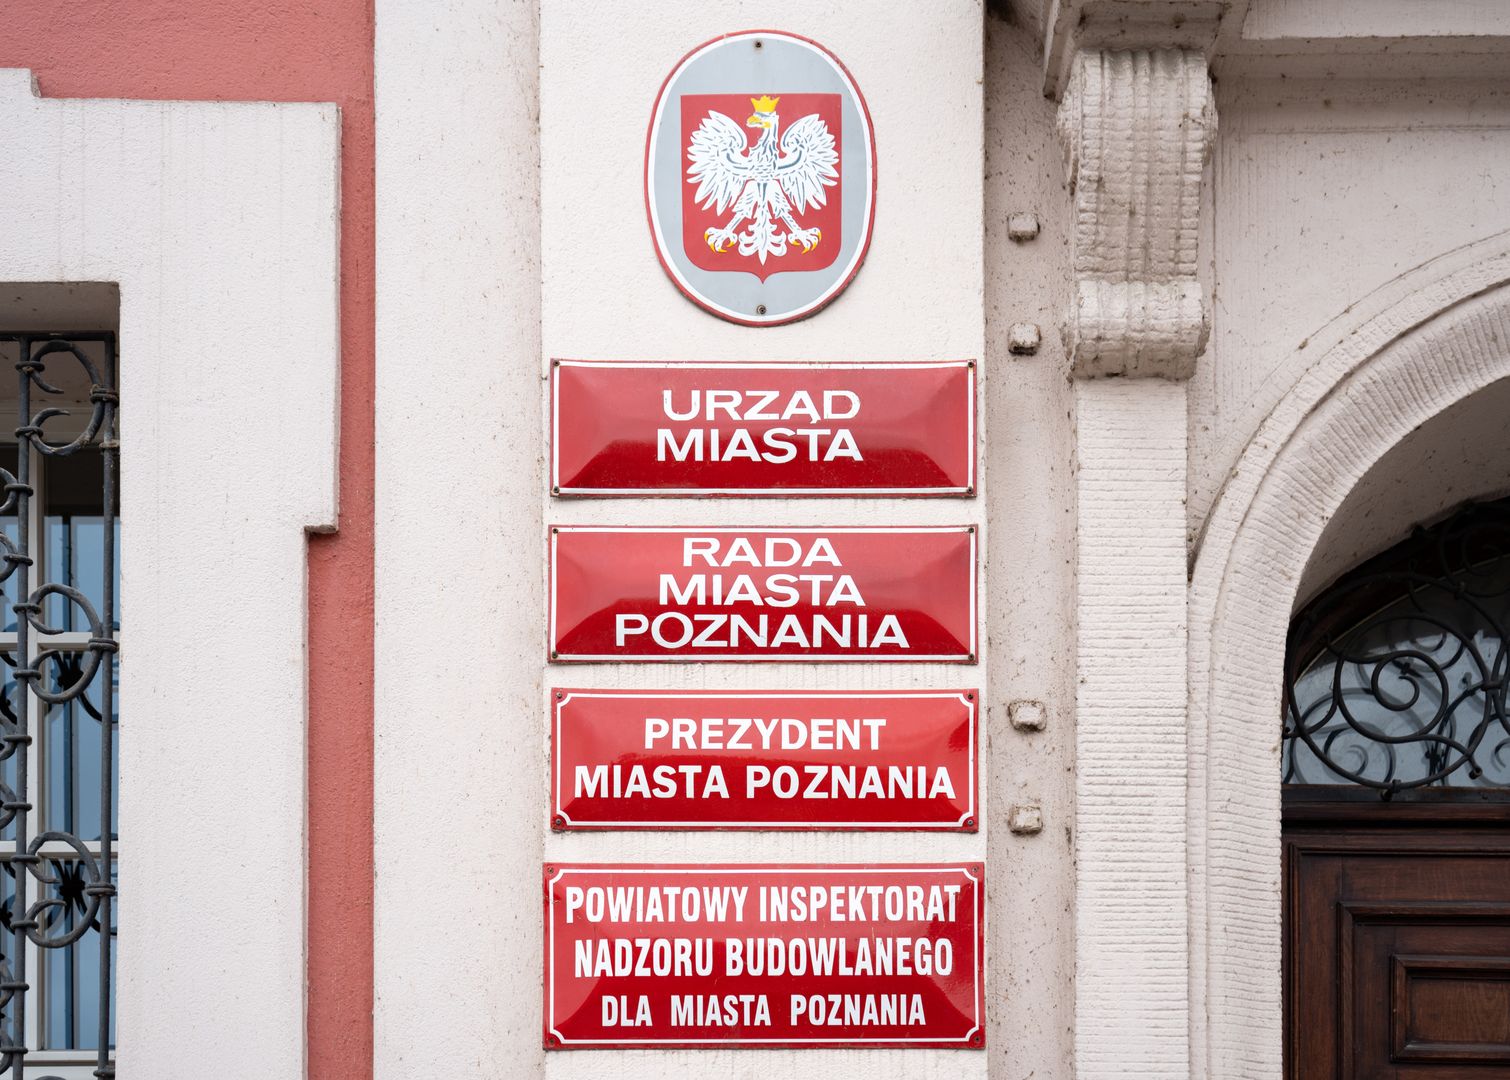 URZĄD
MIASTA
RADA
MIASTA
POZNANIA
PREZYDENT
MIASTA POZNANIA
POWIATOWY INSPEKTORAT
NADZORU BUDOWLANEGO
DLA MIASTA POZNANIA